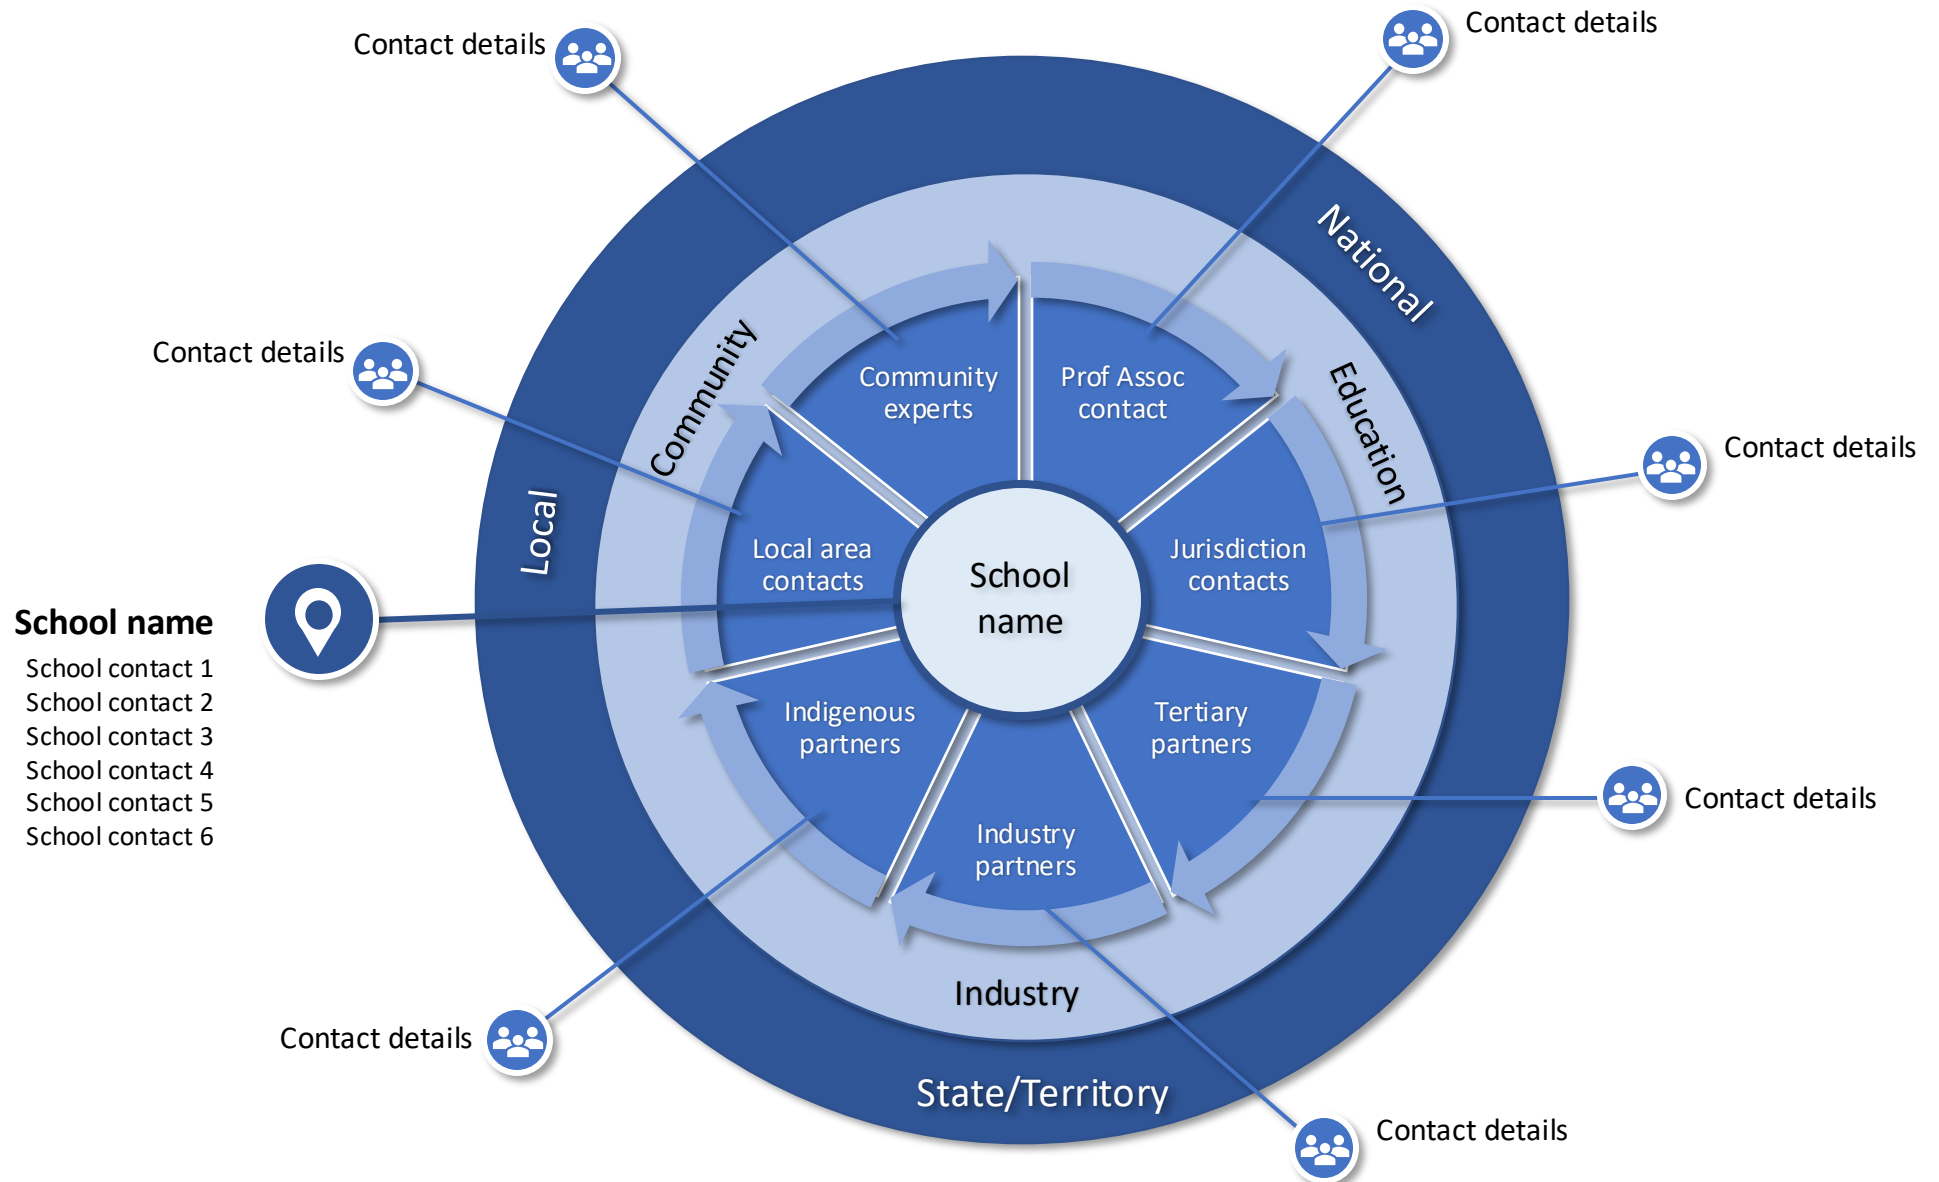 Contact details
Contact details
National
Community
Education
Community
experts
Prof Assoc
contact
Contact details
Contact details
Local
Local area
contacts
School
name
Jurisdiction
contacts
School name
School contact 1
School contact 2
School contact 3
School contact 4
School contact 5
School contact 6
Indigenous
partners
Tertiary
partners
Industry
partners
Contact details
Industry
Contact details
State/Territory
Contact details